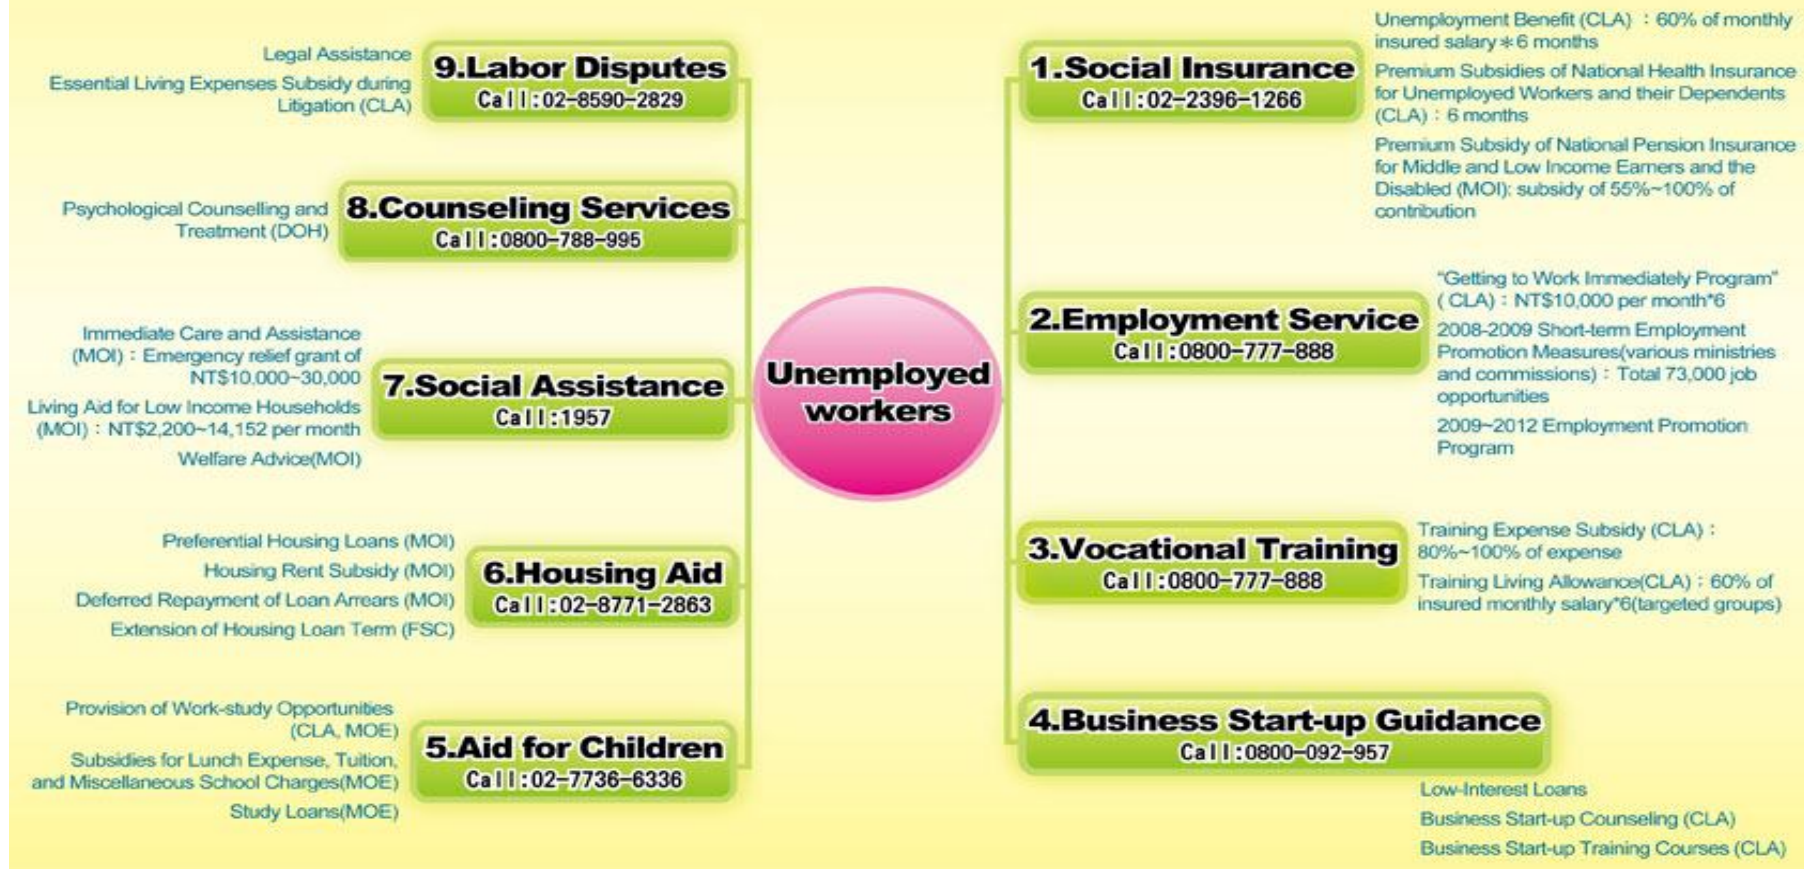 Unemployed
workers
1.Social Insurance
Call:02-2396-1266
Unemployment Benefit (CLA) : 60% of monthly
insured salary＊6 months
Premium Subsidies of National Health Insurance
for Unemployed Workers and their Dependents
(CLA) : 6 months
Premium Subsidy of National Pension Insurance
for Middle and Low Income Earners and the
Disabled (MOI): subsidy of 55%~100% of
contribution
2.Employment Service
Call:0800-777-888
"Getting to Work Immediately Program"
( CLA) : NT$10,000 per month*6
2008-2009 Short-term Employment
Promotion Measures(various ministries
and commissions) : Total 73,000 job
opportunities
2009~2012 Employment Promotion
Program
3.Vocational Training
Call:0800-777-888
Training Expense Subsidy (CLA) :
80%~100% of expense
Training Living Allowance(CLA) : 60% of
insured monthly salary*6(targeted groups)
4.Business Start-up Guidance
Call:0800-092-957
Low-Interest Loans
Business Start-up Counseling (CLA)
Business Start-up Training Courses (CLA)
5.Aid for Children
Call:02-7736-6336
Provision of Work-study Opportunities
(CLA, MOE)
Subsidies for Lunch Expense, Tuition,
and Miscellaneous School Charges(MOE)
Study Loans(MOE)
6.Housing Aid
Call:02-8771-2863
Preferential Housing Loans (MOI)
Housing Rent Subsidy (MOI)
Deferred Repayment of Loan Arrears (MOI)
Extension of Housing Loan Term (FSC)
7.Social Assistance
Call:1957
Immediate Care and Assistance
(MOI) : Emergency relief grant of
NT$10,000~30,000
Living Aid for Low Income Households
(MOI) : NT$2,200~14,152 per month
Welfare Advice(MOI)
8.Counseling Services
Call:0800-788-995
Psychological Counselling and
Treatment (DOH)
9.Labor Disputes
Call:02-8590-2829
Legal Assistance
Essential Living Expenses Subsidy during
Litigation (CLA)